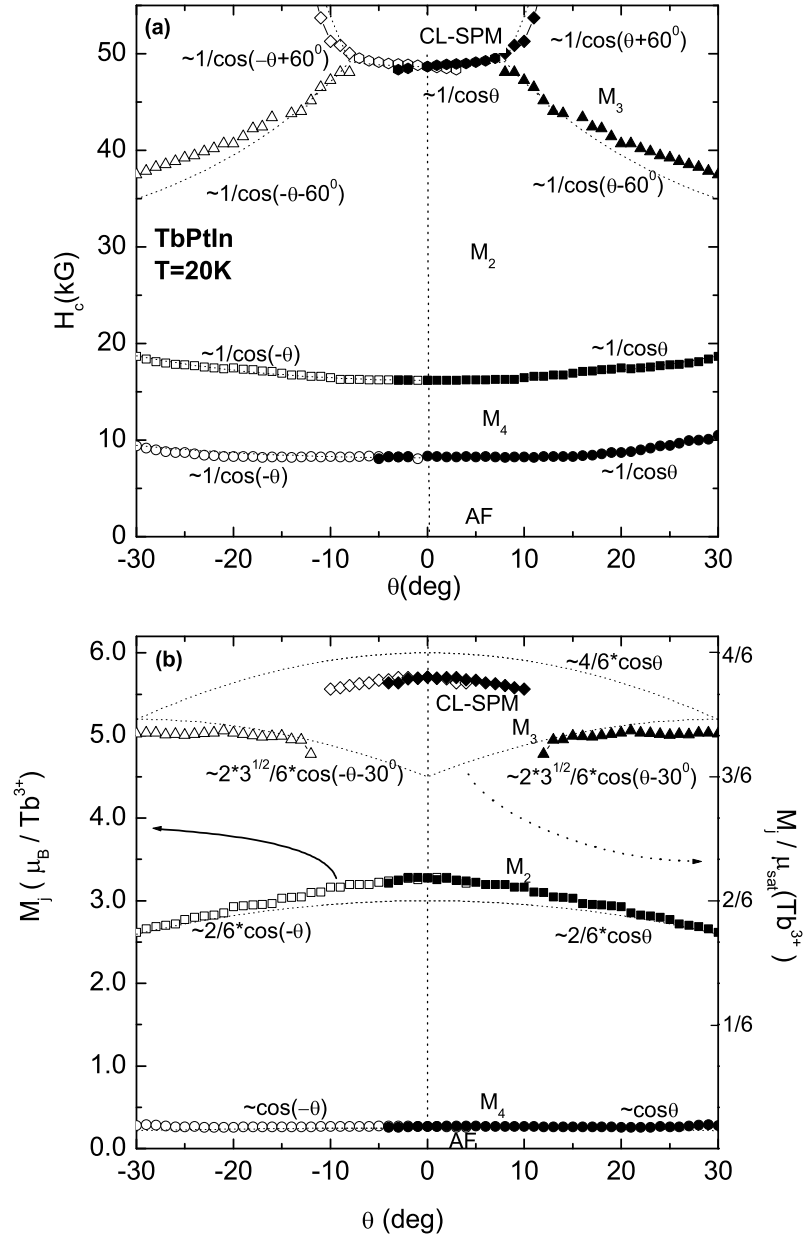 (a)
CL-SPM
~1/cos(-θ+60⁰)
~1/cos(θ+60⁰)
~1/cosθ
M₃
~1/cos(-θ-60⁰)
~1/cos(θ-60⁰)
TbPtIn
T=20K
M₂
~1/cos(-θ)
~1/cosθ
M₄
~1/cos(-θ)
~1/cosθ
AF
50
40
30
20
10
0
H_c(kG)
-30 -20 -10 0 10 20 30
θ(deg)
(b)
~4/6*cosθ
CL-SPM
M₃
~2*3^{1/2}/6*cos(-θ-30⁰)
~2*3^{1/2}/6*cos(θ-30⁰)
M₂
~2/6*cos(-θ)
~2/6*cosθ
~cos(−θ)
M₄
~cosθ
AF
6.0
5.0
4.0
3.0
2.0
1.0
0.0
M_j ( μ_B / Tb³⁺)
4/6
3/6
2/6
1/6
M_j / μ_sat (Tb³⁺)
-30 -20 -10 0 10 20 30
θ (deg)